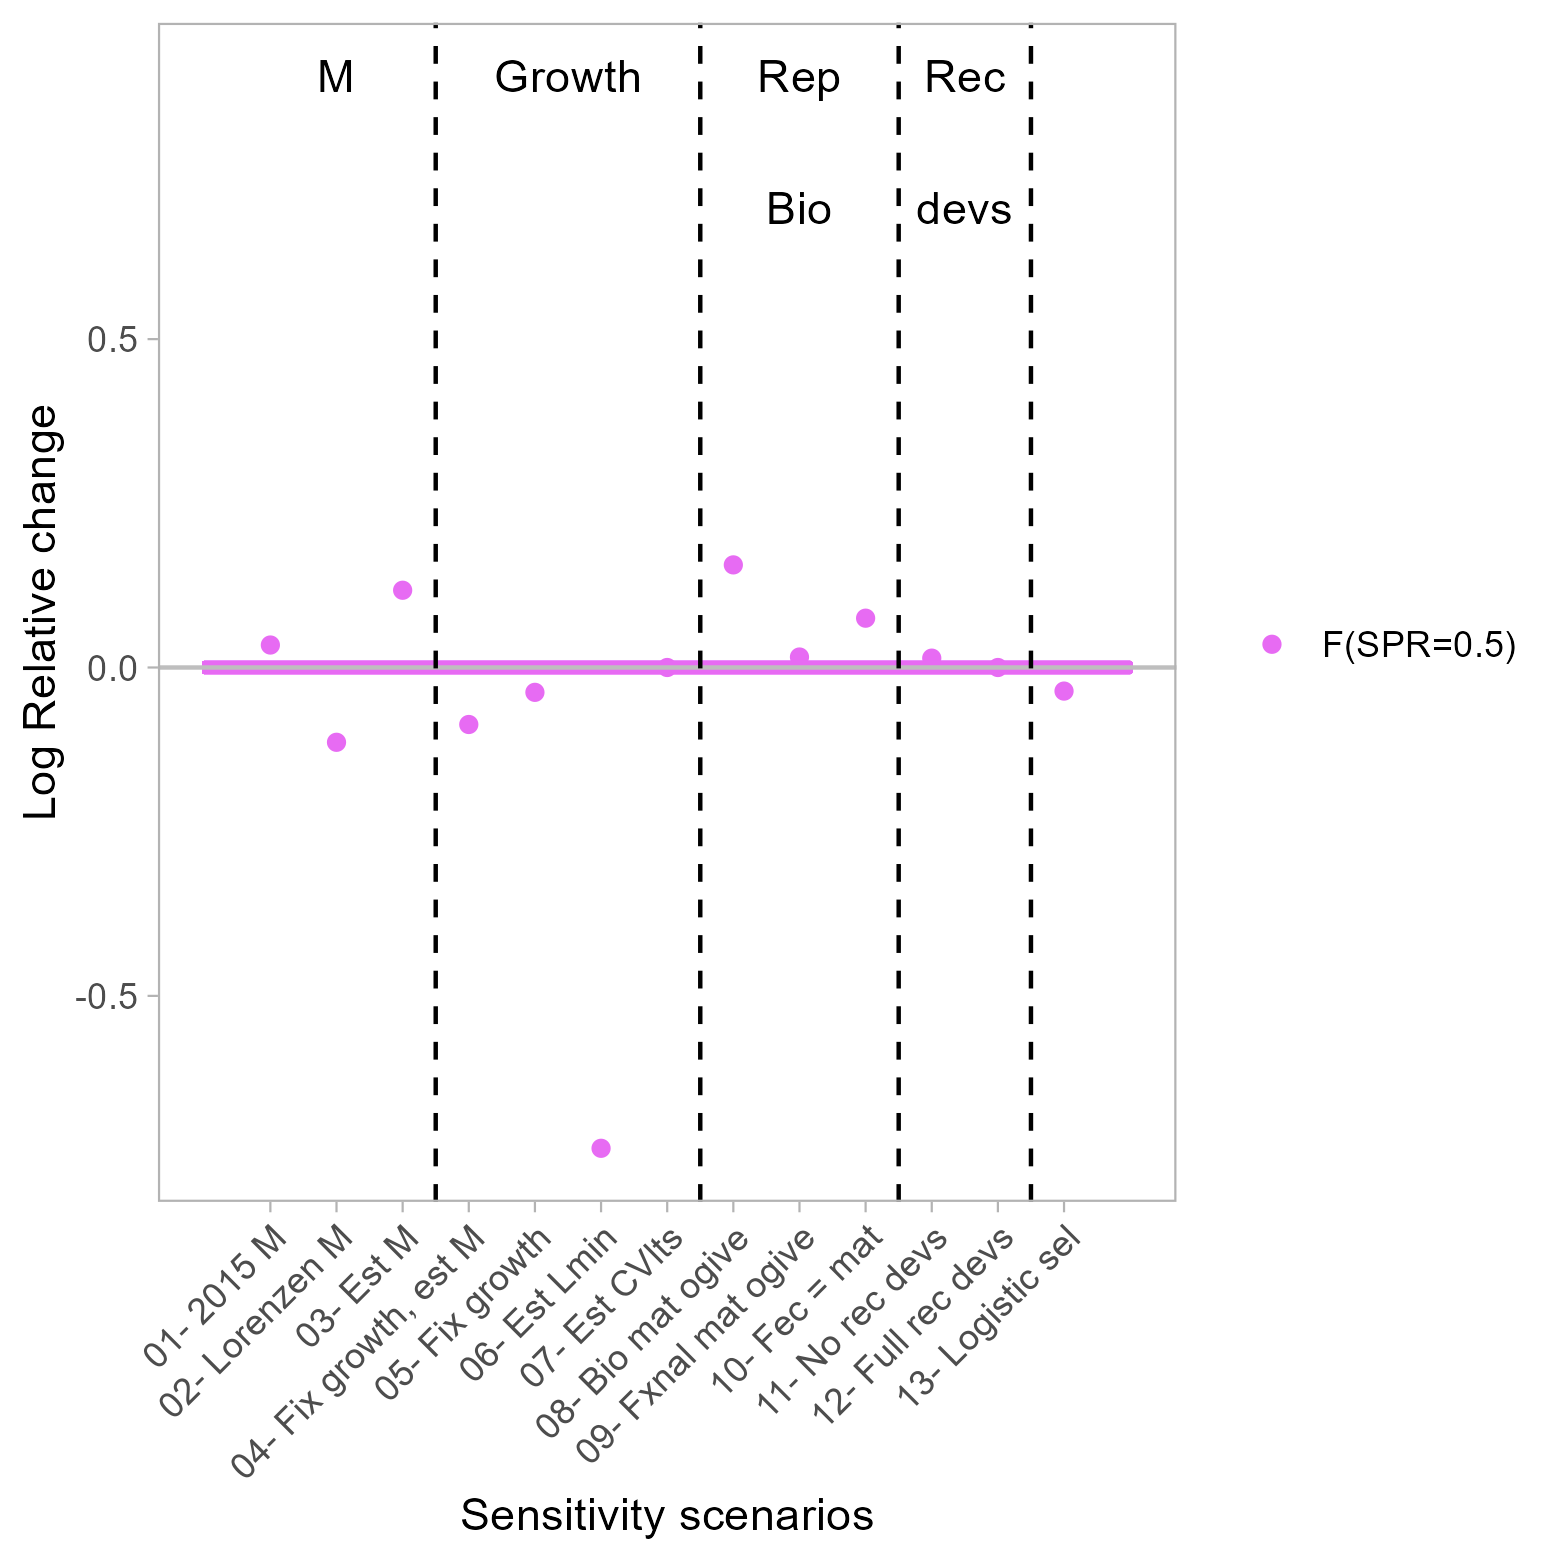 M Growth Rep Rec
Bio devs
0.5
0.0
-0.5
Log Relative change
F(SPR=0.5)
01- 2015 M
02- Lorenzen M
03- Est M
04- Fix growth, est M
05- Fix growth
06- Est Lmin
07- Est CVlts
08- Bio mat ogive
09- Fxnal mat ogive
10- Fec = mat
11- No rec devs
12- Full rec devs
13- Logistic sel
Sensitivity scenarios